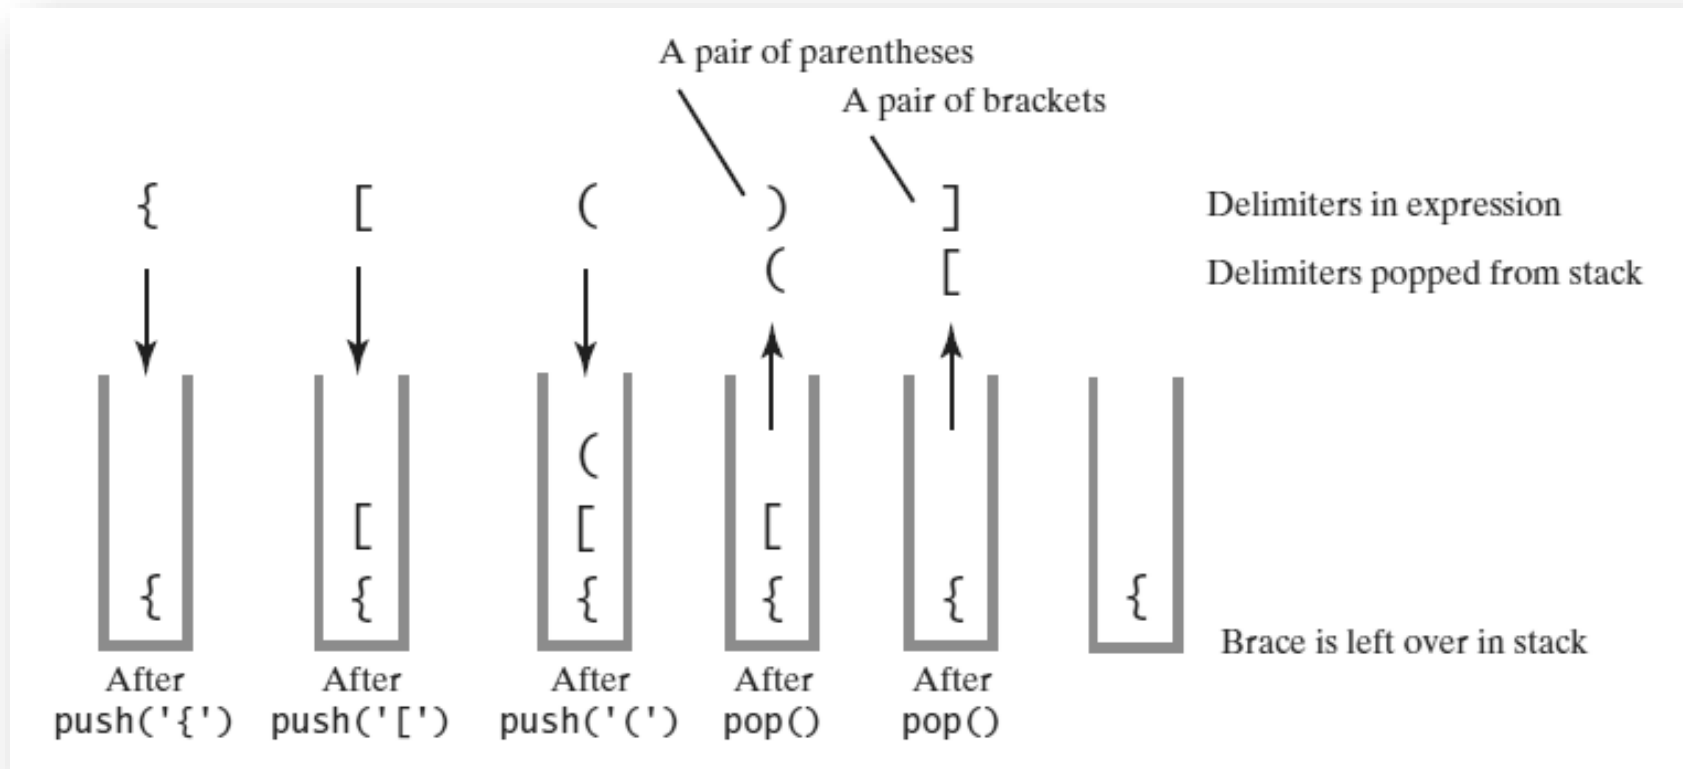 A pair of parentheses
A pair of brackets
{ [ ( ) ] Delimiters in expression
( [ Delimiters popped from stack
(
[ [ [
{ { { { { {
Brace is left over in stack
After After After After After
push('{') push('[') push('(') pop() pop()